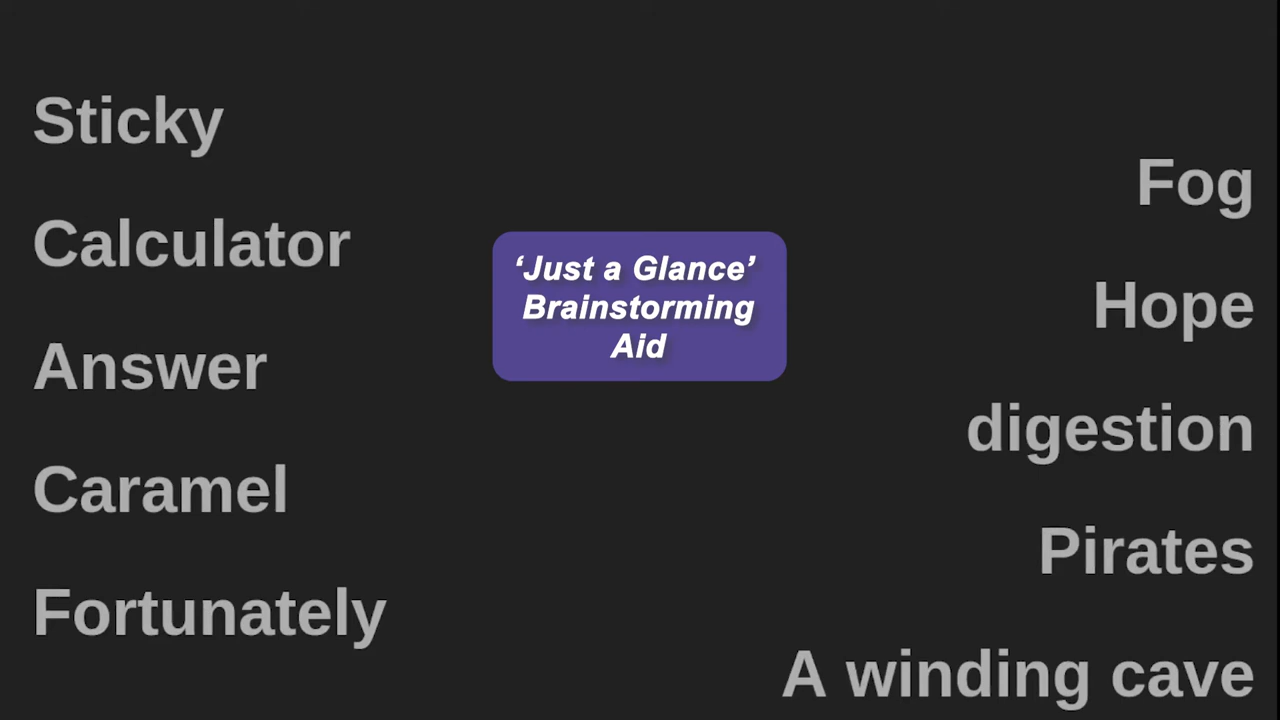 Sticky
Calculator
Answer
Caramel
Fortunately
‘Just a Glance’
Brainstorming
Aid
Fog
Hope
digestion
Pirates
A winding cave